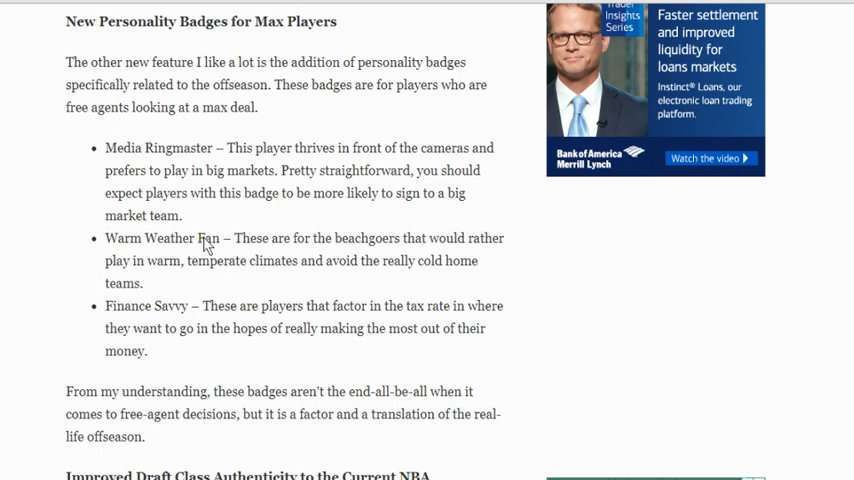 New Personality Badges for Max Players
The other new feature I like a lot is the addition of personality badges
specifically related to the offseason. These badges are for players who are
free agents looking at a max deal.
Media Ringmaster – This player thrives in front of the cameras and
prefers to play in big markets. Pretty straightforward, you should
expect players with this badge to be more likely to sign to a big
market team.
Warm Weather Fan – These are for the beachgoers that would rather
play in warm, temperate climates and avoid the really cold home
teams.
Finance Savvy – These are players that factor in the tax rate in where
they want to go in the hopes of really making the most out of their
money.
From my understanding, these badges aren't the end-all-be-all when it
comes to free-agent decisions, but it is a factor and a translation of the real-
life offseason.
Improved Draft Class Authenticity to the Current NBA
Trader
Insights
Series
Faster settlement
and improved
liquidity for
loans markets
Instinct® Loans, our
electronic loan trading
platform.
Bank of America
Merrill Lynch
Watch the video